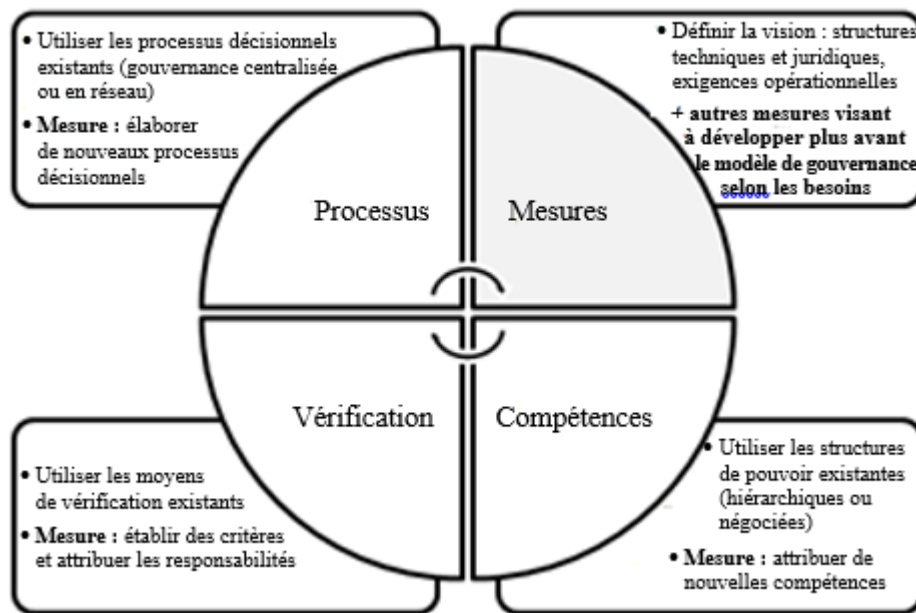 • Utiliser les processus décisionnels
existants (gouvernance centralisée
ou en réseau)
• Mesure : élaborer
de nouveaux processus
décisionnels
• Définir la vision : structures
techniques et juridiques,
exigences opérationnelles
+ autres mesures visant
à développer plus avant
le modèle de gouvernance
selon les besoins
Processus
Mesures
Vérification
Compétences
• Utiliser les moyens
de vérification existants
• Mesure : établir des critères
et attribuer les responsabilités
• Utiliser les structures
de pouvoir existantes
(hiérarchiques ou
négociées)
• Mesure : attribuer de
nouvelles compétences